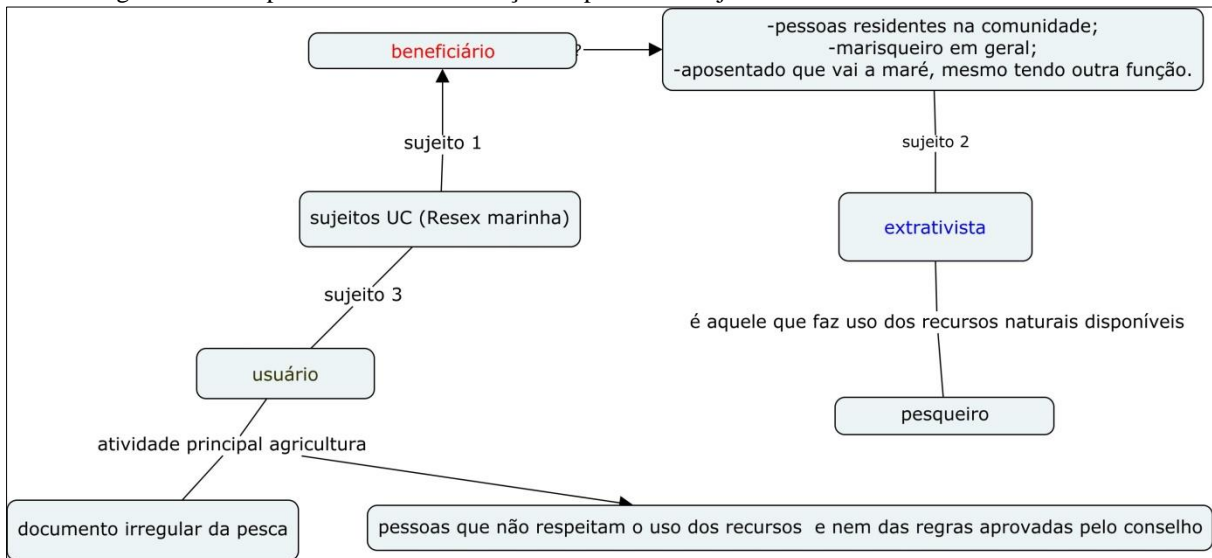 beneficiário
?
-pessoas residentes na comunidade;
-marisqueiro em geral;
-aposentado que vai a maré, mesmo tendo outra função.
sujeito 1
sujeito 2
sujeitos UC (Resex marinha)
extrativista
sujeito 3
é aquele que faz uso dos recursos naturais disponíveis
usuário
pesqueiro
atividade principal agricultura
documento irregular da pesca
pessoas que não respeitam o uso dos recursos e nem das regras aprovadas pelo conselho